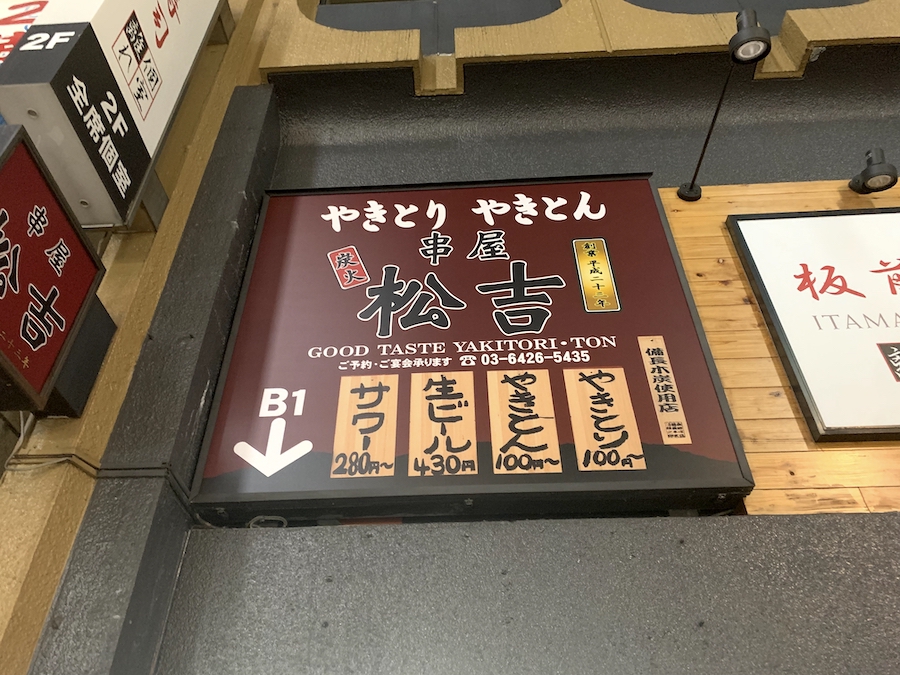 やきとり やきとん
炭火
串屋
松吉
創業 平成二十二年
GOOD TASTE YAKITORI・TON
ご予約・ご宴会承ります ☎03-6426-5435
B1
サワー
280円~
生ビール
430円
やきとん
100円~
やきとり
100円~
備長木炭使用店
2F
2F
全席個室
串屋
吉
板前
ITAMA